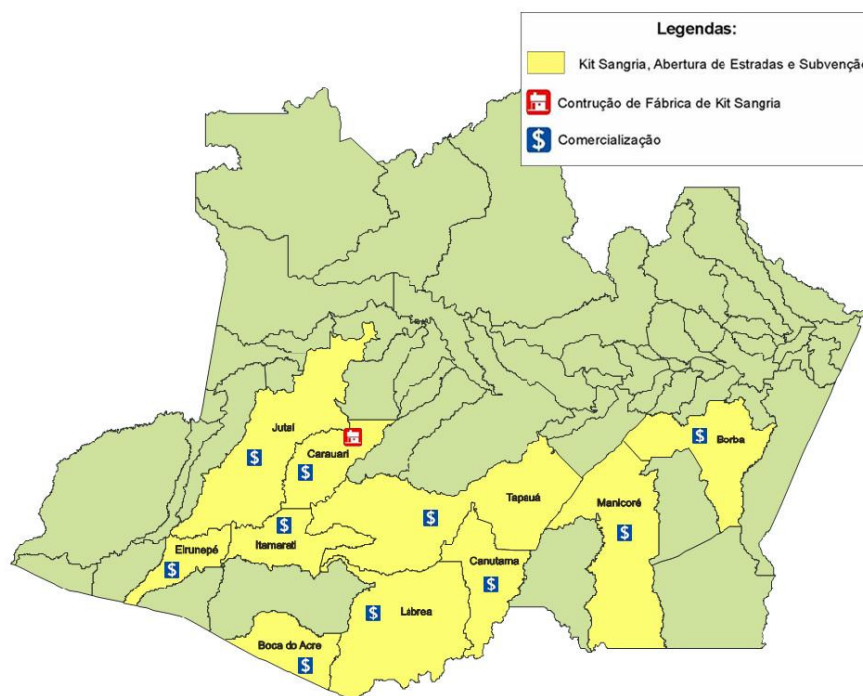 Legendas:
Kit Sangria, Abertura de Estradas e Subvenção
Contrução de Fábrica de Kit Sangria
Comercialização
Jutaí
Carauari
Borba
Tapauá
Manicoré
Eirunepé
Itamarati
Canutama
Lábrea
Boca do Acre